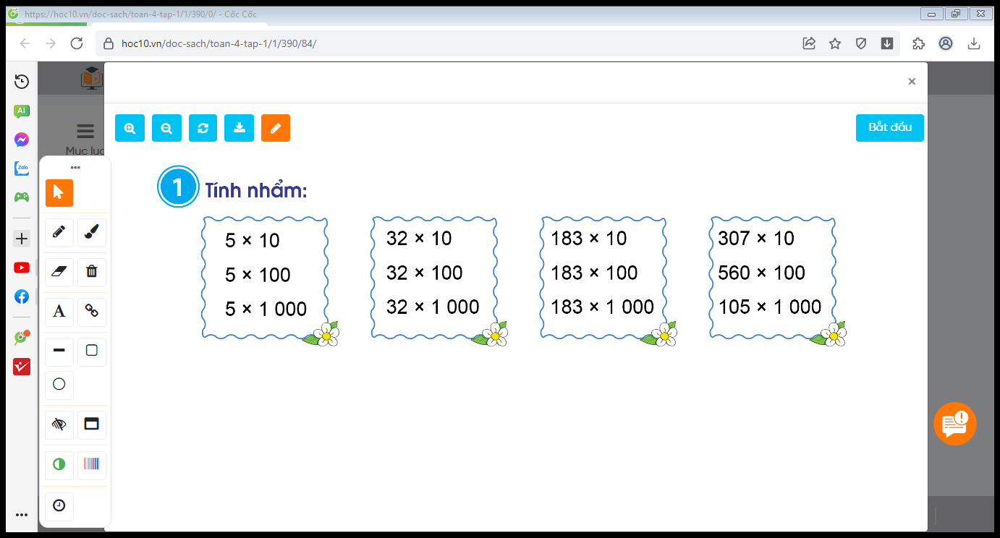 https://hoc10.vn/doc-sach/toan-4-tap-1/1/390/0/ - Cốc Cốc
hoc10.vn/doc-sach/toan-4-tap-1/1/390/84/
AI
Zalo
Mục lục
A
Bắt đầu
1 Tính nhẩm:
5 × 10
5 × 100
5 × 1 000
32 × 10
32 × 100
32 × 1 000
183 × 10
183 × 100
183 × 1 000
307 × 10
560 × 100
105 × 1 000